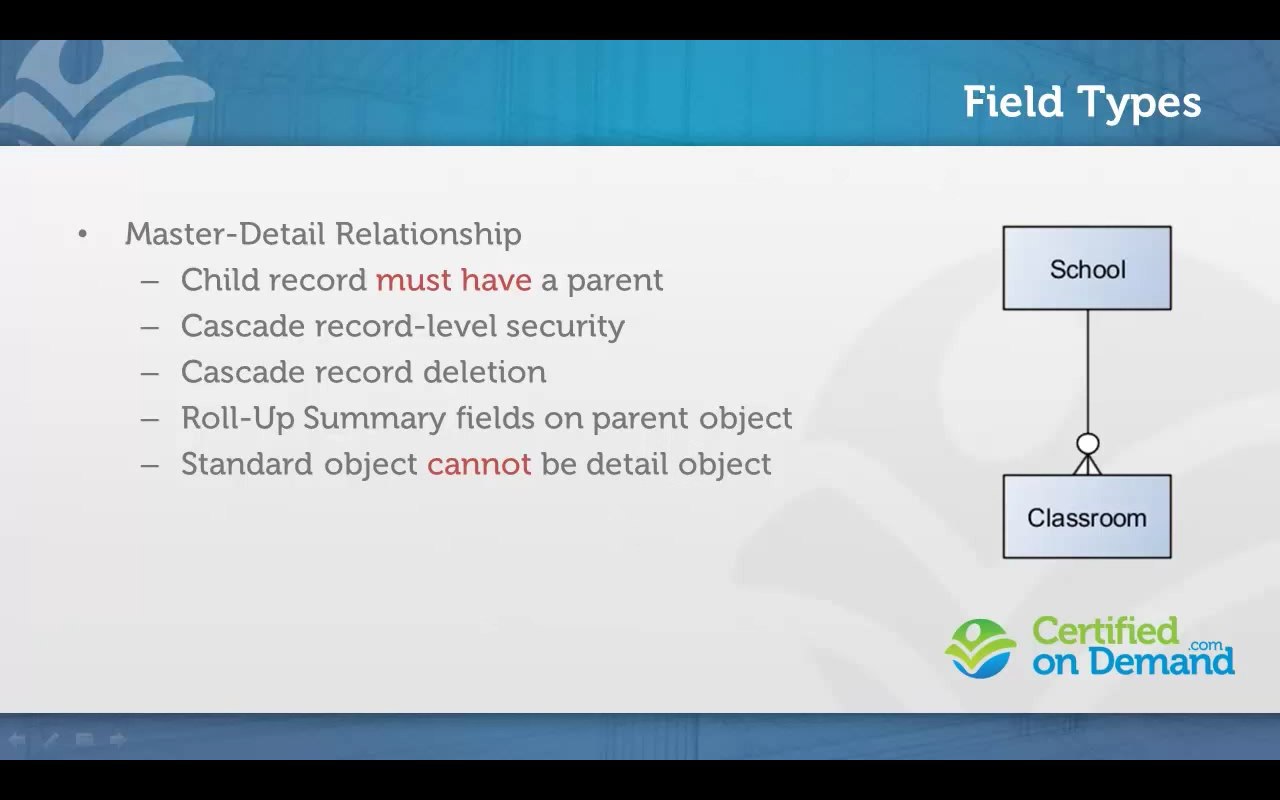 Field Types
• Master-Detail Relationship
– Child record must have a parent
– Cascade record-level security
– Cascade record deletion
– Roll-Up Summary fields on parent object
– Standard object cannot be detail object
School
Classroom
Certified
on Demand.com